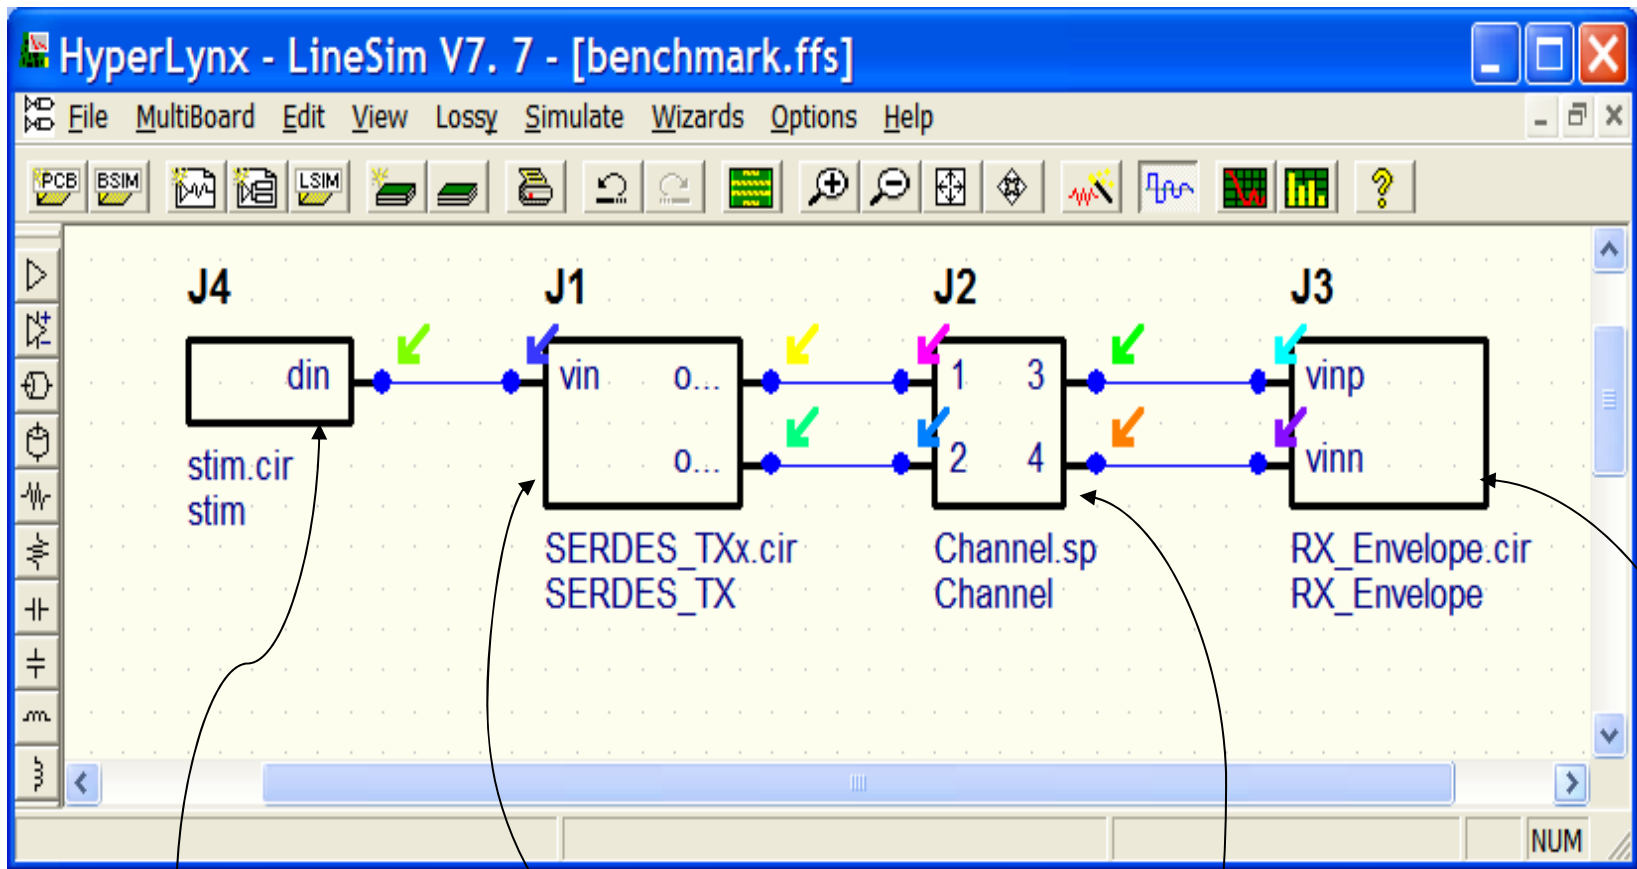 HyperLynx - LineSim V7. 7 - [benchmark.ffs]
File MultiBoard Edit View Lossy Simulate Wizards Options Help
PCB BSIM LSIM ?
J4 J1 J2 J3
din vin o... 1 3 vinp
o... 2 4 vinn
stim.cir
stim
SERDES_TXx.cir Channel.sp RX_Envelope.cir
SERDES_TX Channel RX_Envelope
NUM